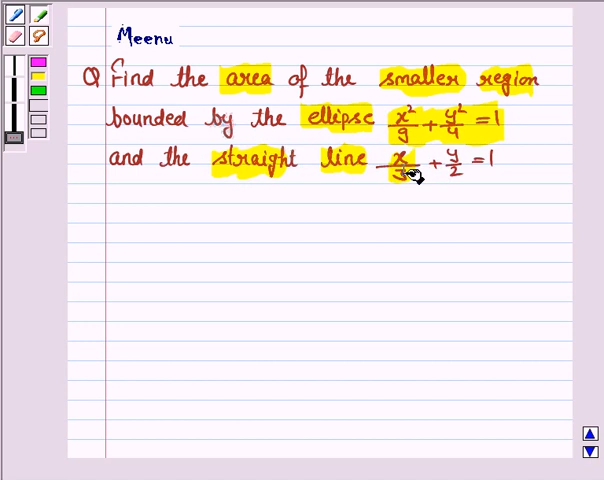 Meenu
Q Find the area of the smaller region
bounded by the ellipse x²/9 + y²/4 = 1
and the straight line x/3 + y/2 = 1